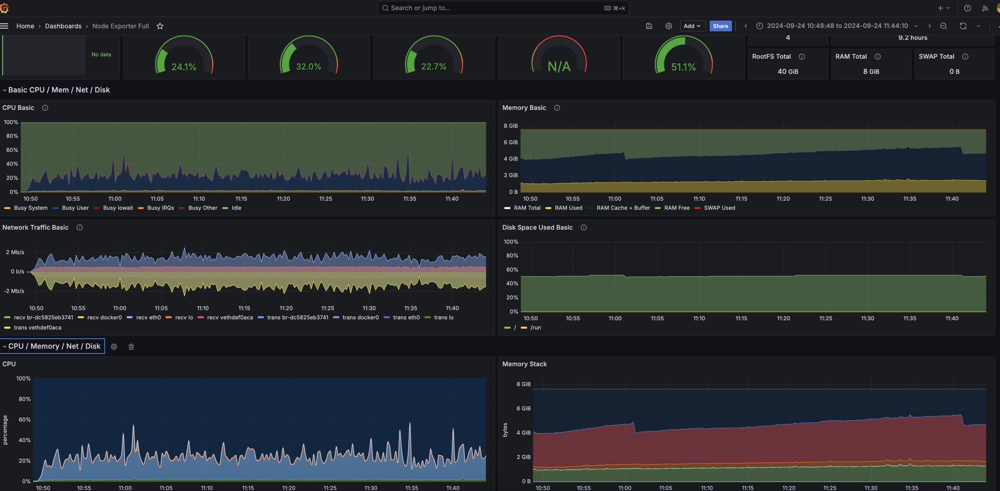 Search or jump to... ⌘+k
Home › Dashboards › Node Exporter Full
Add
Share
2024-09-24 10:48:48 to 2024-09-24 11:44:10
No data
24.1%
32.0%
22.7%
N/A
51.1%
4
9.2 hours
RootFS Total
40 GiB
RAM Total
8 GiB
SWAP Total
0 B
Basic CPU / Mem / Net / Disk
CPU Basic
100%
80%
60%
40%
20%
0%
10:50 10:55 11:00 11:05 11:10 11:15 11:20 11:25 11:30 11:35 11:40
Busy System Busy User Busy Iowait Busy IRQs Busy Other Idle
Memory Basic
8 GiB
6 GiB
4 GiB
2 GiB
0 B
10:50 10:55 11:00 11:05 11:10 11:15 11:20 11:25 11:30 11:35 11:40
RAM Total RAM Used RAM Cache + Buffer RAM Free SWAP Used
Network Traffic Basic
2 Mb/s
0 b/s
-2 Mb/s
10:50 10:55 11:00 11:05 11:10 11:15 11:20 11:25 11:30 11:35 11:40
recv br-dc5825eb3741 recv docker0 recv eth0 recv lo recv vethdef0aca trans br-dc5825eb3741 trans docker0 trans eth0 trans lo
trans vethdef0aca
Disk Space Used Basic
100%
80%
60%
40%
20%
0%
10:50 10:55 11:00 11:05 11:10 11:15 11:20 11:25 11:30 11:35 11:40
/ /run
CPU / Memory / Net / Disk
CPU
percentage
100%
80%
60%
40%
20%
0%
10:50 10:55 11:00 11:05 11:10 11:15 11:20 11:25 11:30 11:35 11:40
Memory Stack
bytes
8 GiB
6 GiB
4 GiB
2 GiB
0 B
10:50 10:55 11:00 11:05 11:10 11:15 11:20 11:25 11:30 11:35 11:40